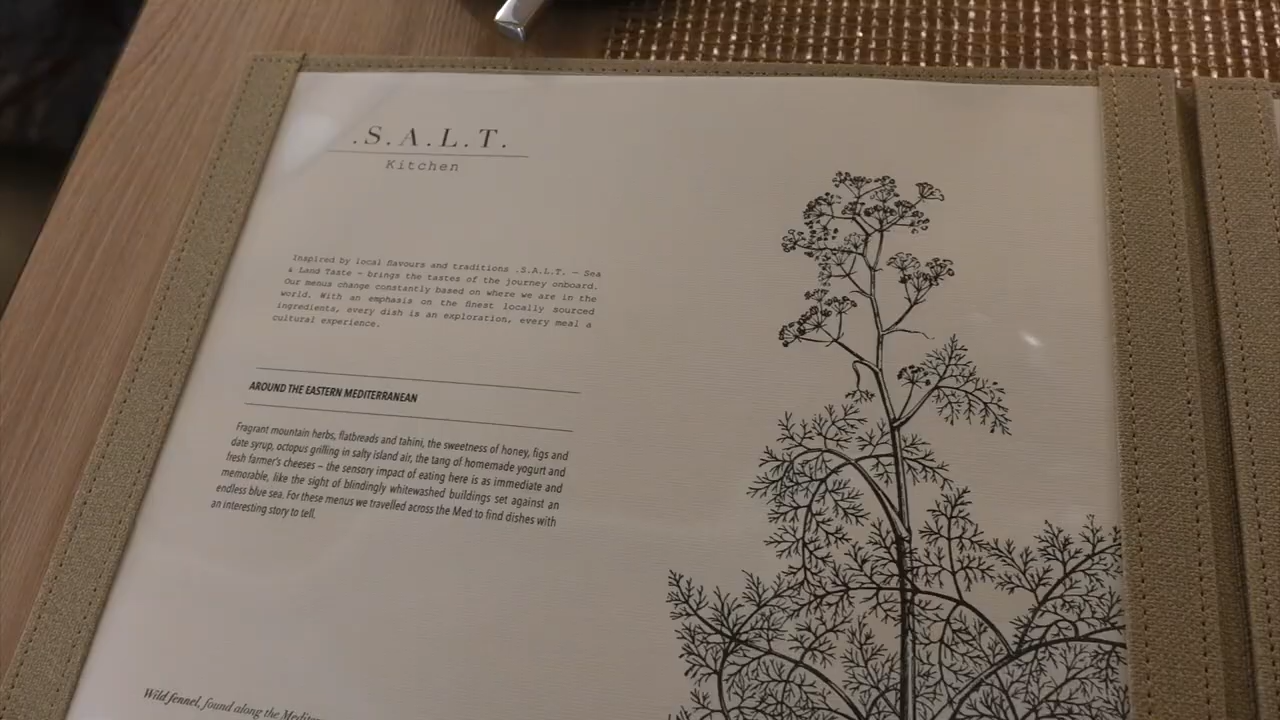 .S.A.L.T.
Kitchen
Inspired by local flavours and traditions .S.A.L.T. – Sea
& Land Taste – brings the tastes of the journey onboard.
Our menus change constantly based on where we are in the
world. With an emphasis on the finest locally sourced
ingredients, every dish is an exploration, every meal a
cultural experience.
AROUND THE EASTERN MEDITERRANEAN
Fragrant mountain herbs, flatbreads and tahini, the sweetness of honey, figs and
date syrup, octopus grilling in salty island air, the tang of homemade yogurt and
fresh farmer's cheeses – the sensory impact of eating here is as immediate and
memorable, like the sight of blindingly whitewashed buildings set against an
endless blue sea. For these menus we travelled across the Med to find dishes with
an interesting story to tell.
Wild fennel, found along the